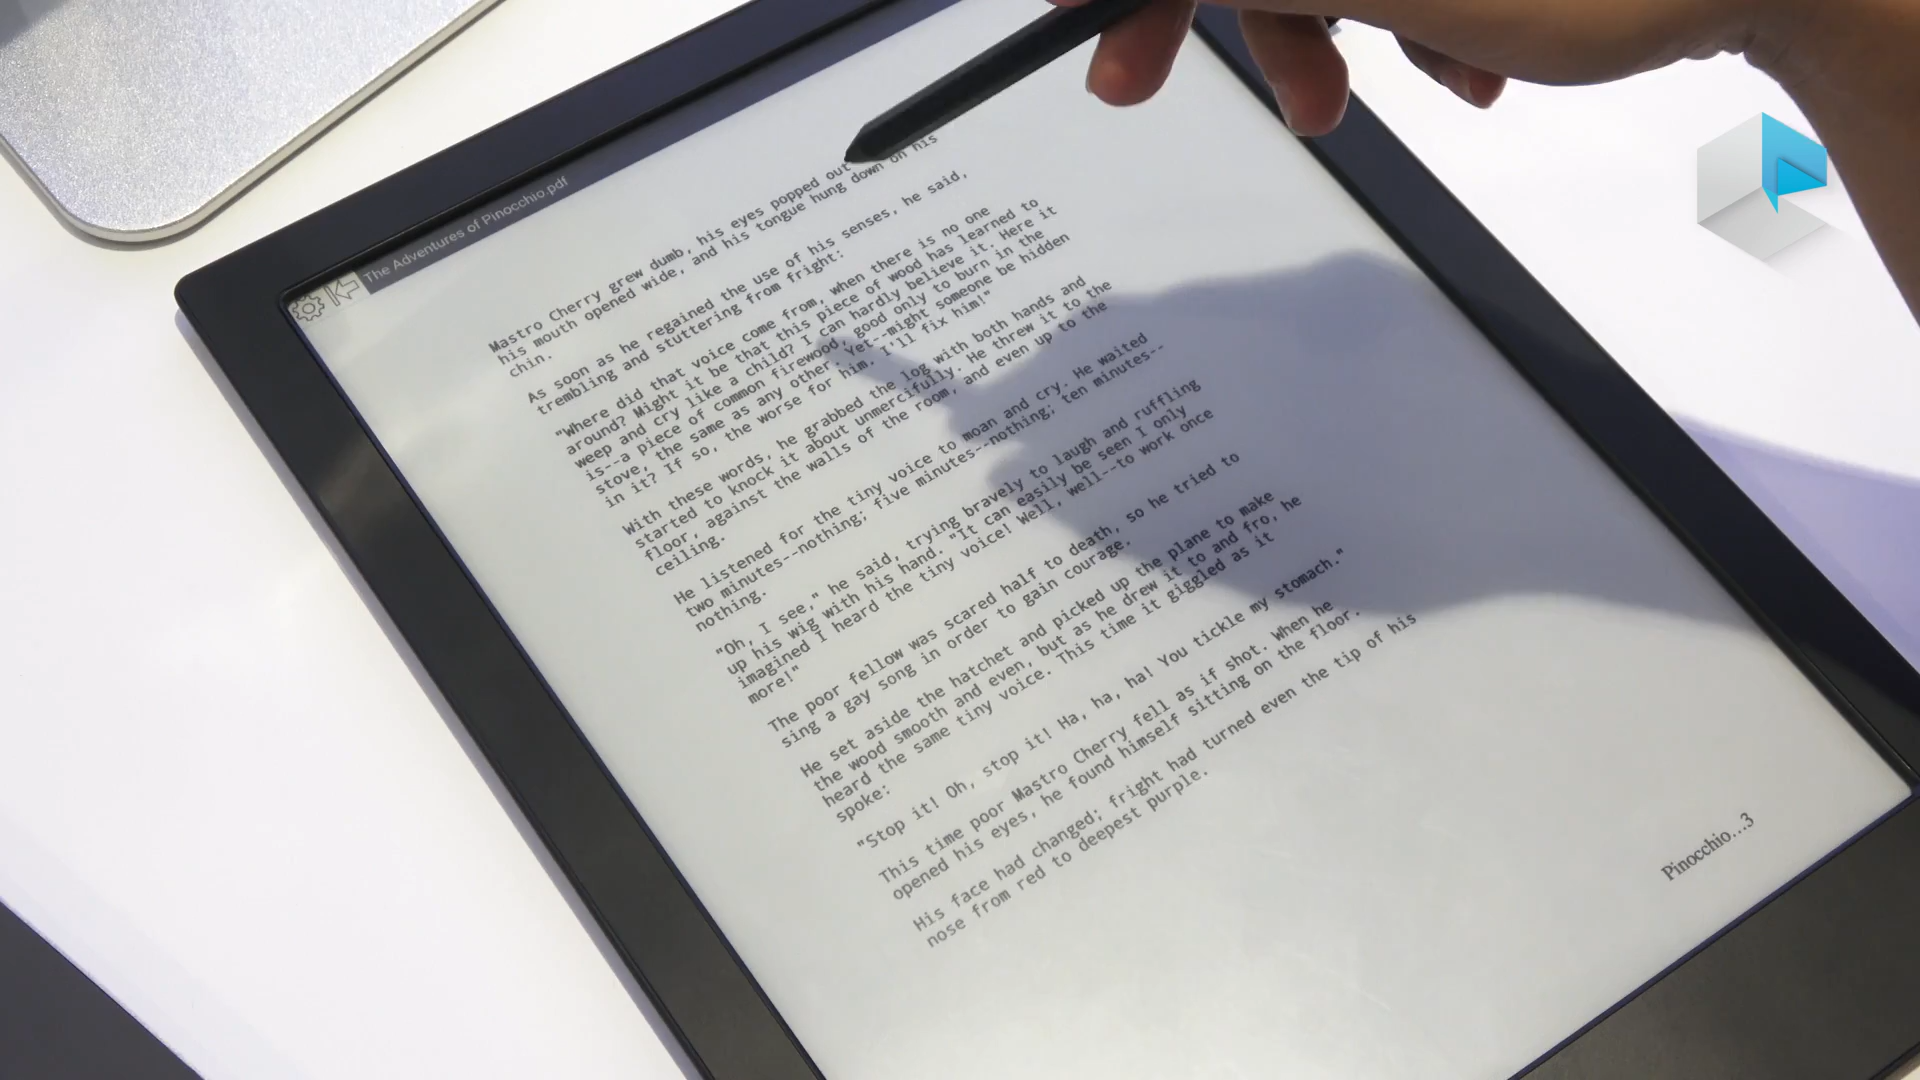 The Adventures of Pinocchio.pdf
Mastro Cherry grew dumb, his eyes popped out
his mouth opened wide, and his tongue hung down on his
chin.
As soon as he regained the use of his senses, he said,
trembling and stuttering from fright:
"Where did that voice come from, when there is no one
around? Might it be that this piece of wood has learned to
weep and cry like a child? I can hardly believe it. Here it
is--a piece of common firewood, good only to burn in the
stove, the same as any other. Yet--might someone be hidden
in it? If so, the worse for him. I'll fix him!"
With these words, he grabbed the log with both hands and
started to knock it about unmercifully. He threw it to the
floor, against the walls of the room, and even up to the
ceiling.
He listened for the tiny voice to moan and cry. He waited
two minutes--nothing; five minutes--nothing; ten minutes--
nothing.
"Oh, I see," he said, trying bravely to laugh and ruffling
up his wig with his hand. "It can easily be seen I only
imagined I heard the tiny voice! Well, well--to work once
more!"
The poor fellow was scared half to death, so he tried to
sing a gay song in order to gain courage.
He set aside the hatchet and picked up the plane to make
the wood smooth and even, but as he drew it to and fro, he
heard the same tiny voice. This time it giggled as it
spoke:
"Stop it! Oh, stop it! Ha, ha, ha! You tickle my stomach."
This time poor Mastro Cherry fell as if shot. When he
opened his eyes, he found himself sitting on the floor.
His face had changed; fright had turned even the tip of his
nose from red to deepest purple.
Pinocchio...3